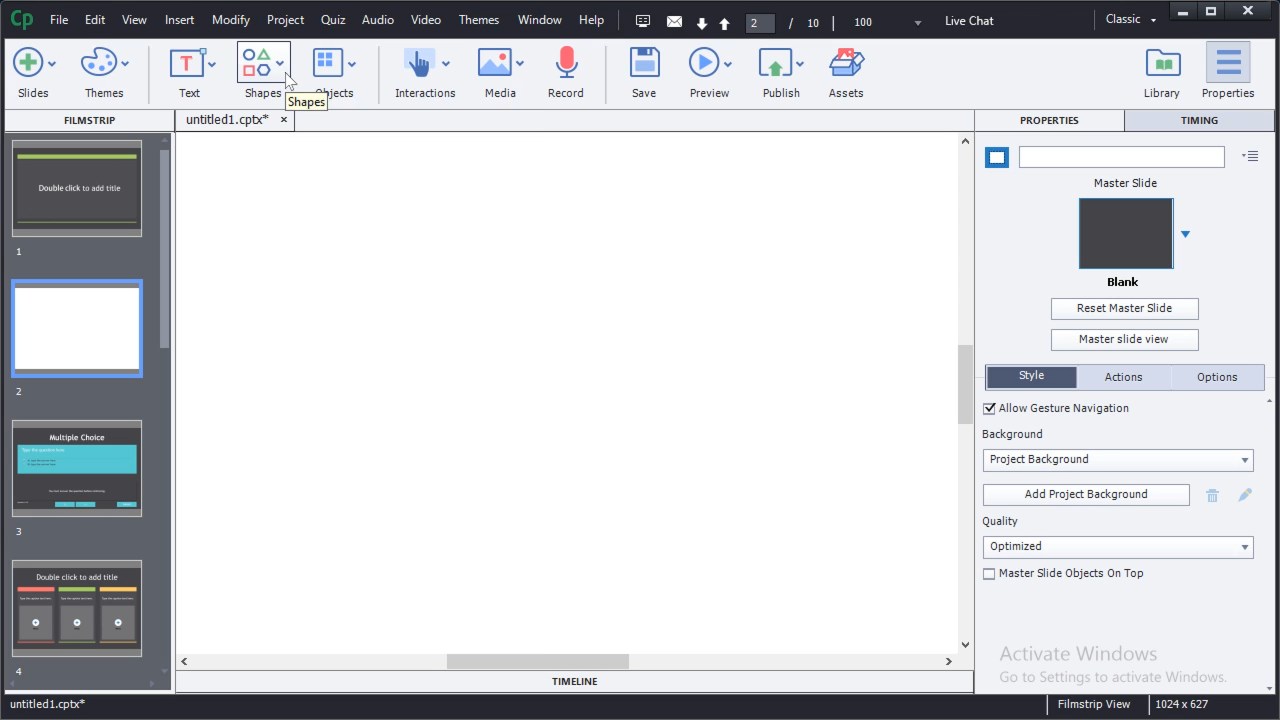 Cp File Edit View Insert Modify Project Quiz Audio Video Themes Window Help 2 / 10 100 Live Chat Classic
Slides Themes Text Shapes Objects Interactions Media Record Save Preview Publish Assets Library Properties
Shapes
FILMSTRIP
untitled1.cptx*
PROPERTIES
TIMING
Double click to add title
1
2
Multiple Choice
Type the question here
3
Double click to add title
4
Master Slide
Blank
Reset Master Slide
Master slide view
Style Actions Options
Allow Gesture Navigation
Background
Project Background
Add Project Background
Quality
Optimized
Master Slide Objects On Top
Activate Windows
Go to Settings to activate Windows.
TIMELINE
untitled1.cptx*
Filmstrip View
1024 x 627